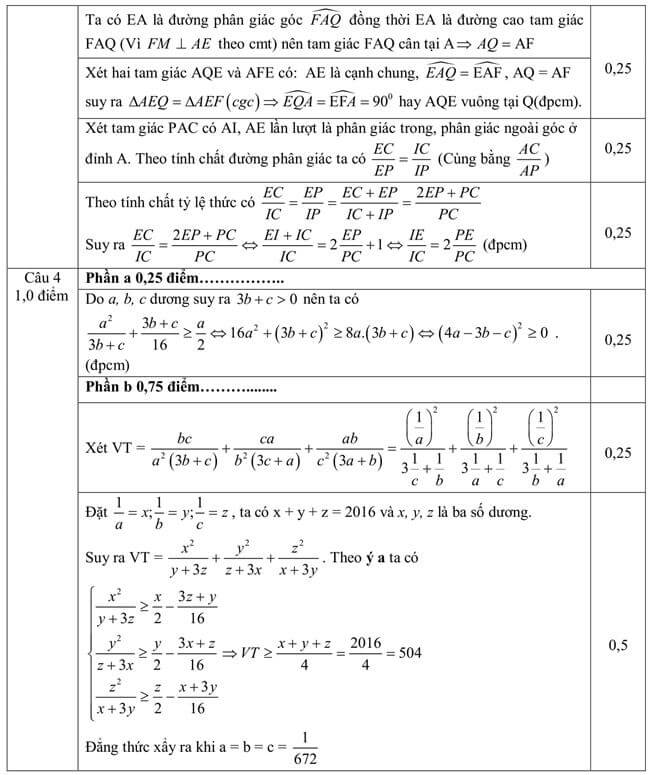 Ta có EA là đường phân giác góc $\widehat{FAQ}$ đồng thời EA là đường cao tam giác
FAQ (Vì $FM \perp AE$ theo cmt) nên tam giác FAQ cân tại A $\Rightarrow AQ$ = AF
Xét hai tam giác AQE và AFE có: AE là cạnh chung, $\widehat{EAQ} = \widehat{EAF}$, AQ = AF
0,25
suy ra $\Delta AEQ = \Delta AEF(cgc) \Rightarrow \widehat{EQA} = \widehat{EFA} = 90^0$ hay AQE vuông tại Q(đpcm).
Xét tam giác PAC có AI, AE lần lượt là phân giác trong, phân giác ngoài góc ở
đỉnh A. Theo tính chất đường phân giác ta có $\frac{EC}{EP} = \frac{IC}{IP}$ (Cùng bằng $\frac{AC}{AP}$)
0,25
Theo tính chất tỷ lệ thức có $\frac{EC}{IC} = \frac{EP}{IP} = \frac{EC+EP}{IC+IP} = \frac{2EP+PC}{PC}$
Suy ra $\frac{EC}{IC} = \frac{2EP+PC}{PC} \Leftrightarrow \frac{EI+IC}{IC} = 2\frac{EP}{PC}+1 \Leftrightarrow \frac{IE}{IC} = 2\frac{PE}{PC}$ (đpcm)
0,25
Câu 4
1,0 điểm
Phần a 0,25 điểm……………..
Do a, b, c dương suy ra $3b+c > 0$ nên ta có
$\frac{a^2}{3b+c} + \frac{3b+c}{16} \geq \frac{a}{2} \Leftrightarrow 16a^2 + (3b+c)^2 \geq 8a.(3b+c) \Leftrightarrow (4a-3b-c)^2 \geq 0$ .
(đpcm)
0,25
Phần b 0,75 điểm……….........
Xét VT = $\frac{bc}{a^2(3b+c)} + \frac{ca}{b^2(3c+a)} + \frac{ab}{c^2(3a+b)} = \frac{\left(\frac{1}{a}\right)^2}{3\frac{1}{c}+\frac{1}{b}} + \frac{\left(\frac{1}{b}\right)^2}{3\frac{1}{a}+\frac{1}{c}} + \frac{\left(\frac{1}{c}\right)^2}{3\frac{1}{b}+\frac{1}{a}}$
0,25
Đặt $\frac{1}{a} = x; \frac{1}{b} = y; \frac{1}{c} = z$ , ta có x + y + z = 2016 và x, y, z là ba số dương.
Suy ra VT = $\frac{x^2}{y+3z} + \frac{y^2}{z+3x} + \frac{z^2}{x+3y}$ . Theo ý a ta có
$\begin{cases} \frac{x^2}{y+3z} \geq \frac{x}{2} - \frac{3z+y}{16} \\ \frac{y^2}{z+3x} \geq \frac{y}{2} - \frac{3x+z}{16} \\ \frac{z^2}{x+3y} \geq \frac{z}{2} - \frac{x+3y}{16} \end{cases} \Rightarrow VT \geq \frac{x+y+z}{4} = \frac{2016}{4} = 504$
0,5
Đẳng thức xẩy ra khi a = b = c = $\frac{1}{672}$